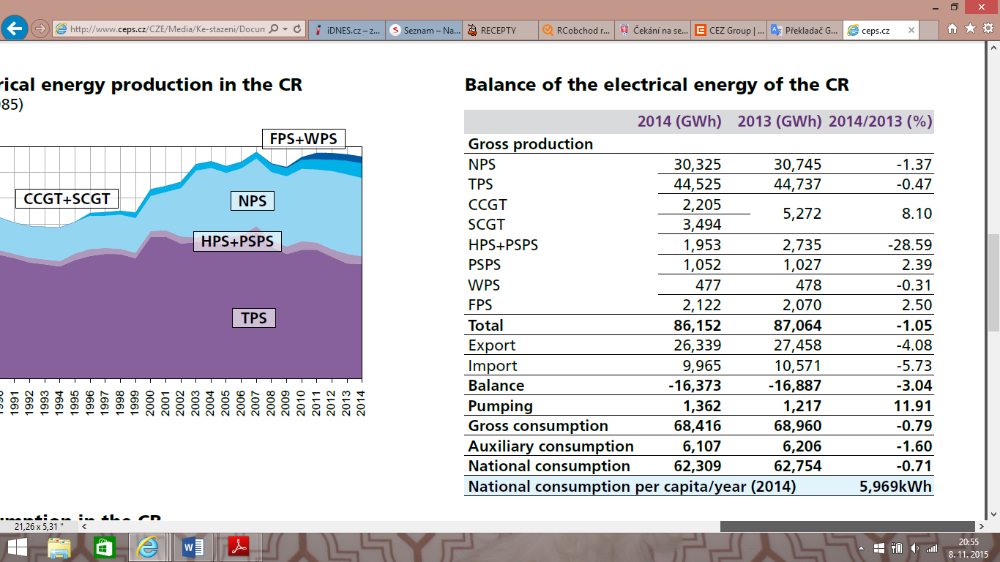 http://www.ceps.cz/CZE/Media/Ke-stazeni/Docun
iDNES.cz – z...
Seznam – Na...
RECEPTY
RCobchod r...
Čekání na se...
CEZ Group | ...
Překladač G...
ceps.cz
rical energy production in the CR
85)
FPS+WPS
CCGT+SCGT
NPS
HPS+PSPS
TPS
1991 1992 1993 1994 1995 1996 1997 1998 1999 2000 2001 2002 2003 2004 2005 2006 2007 2008 2009 2010 2011 2012 2013 2014
Balance of the electrical energy of the CR
2014 (GWh) 2013 (GWh) 2014/2013 (%)
Gross production
NPS 30,325 30,745 -1.37
TPS 44,525 44,737 -0.47
CCGT 2,205
5,272 8.10
SCGT 3,494
HPS+PSPS 1,953 2,735 -28.59
PSPS 1,052 1,027 2.39
WPS 477 478 -0.31
FPS 2,122 2,070 2.50
Total 86,152 87,064 -1.05
Export 26,339 27,458 -4.08
Import 9,965 10,571 -5.73
Balance -16,373 -16,887 -3.04
Pumping 1,362 1,217 11.91
Gross consumption 68,416 68,960 -0.79
Auxiliary consumption 6,107 6,206 -1.60
National consumption 62,309 62,754 -0.71
National consumption per capita/year (2014) 5,969kWh
21,26 x 5,31 "
20:55
8. 11. 2015